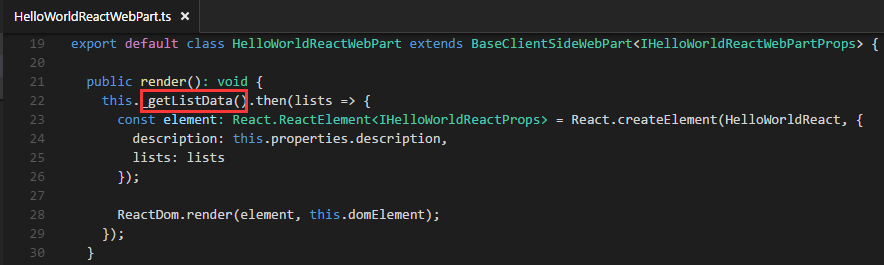 HelloWorldReactWebPart.ts ×
19 export default class HelloWorldReactWebPart extends BaseClientSideWebPart<IHelloWorldReactWebPartProps> {
20
21 public render(): void {
22 this._getListData().then(lists => {
23 const element: React.ReactElement<IHelloWorldReactProps> = React.createElement(HelloWorldReact, {
24 description: this.properties.description,
25 lists: lists
26 });
27
28 ReactDom.render(element, this.domElement);
29 });
30 }